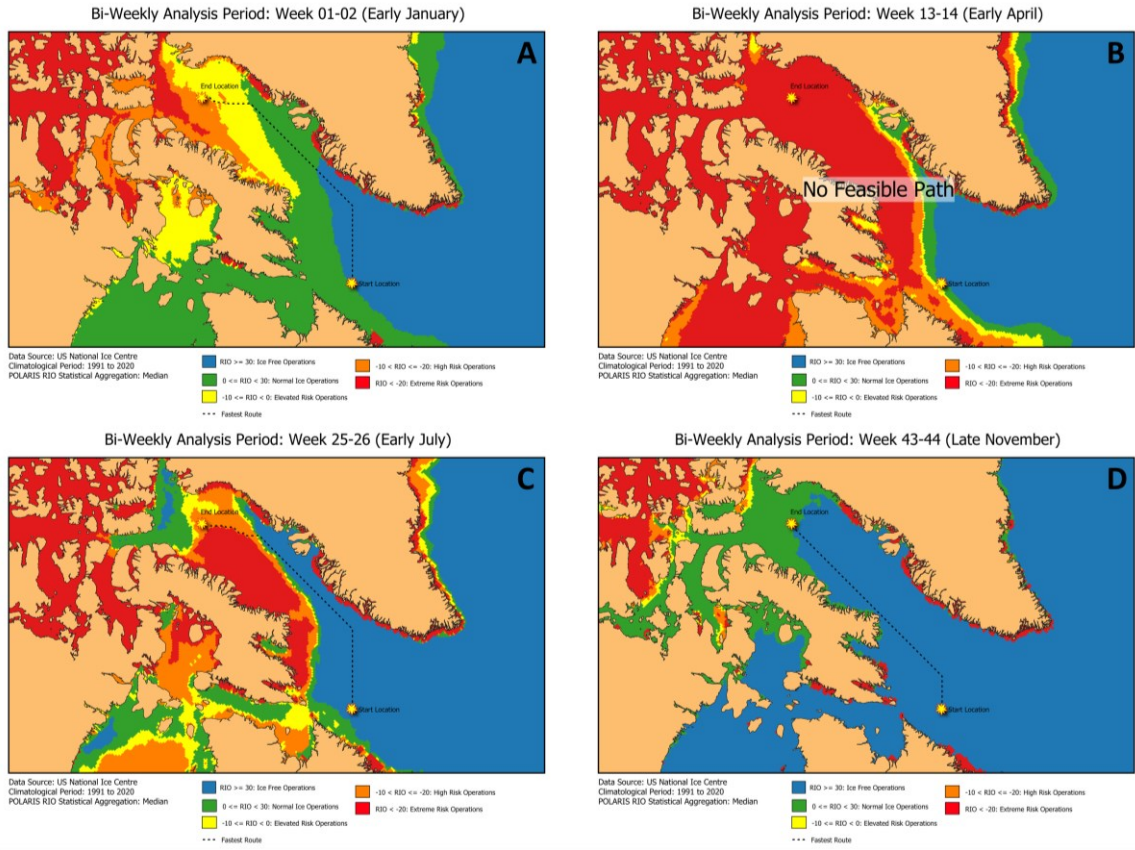 Bi-Weekly Analysis Period: Week 01-02 (Early January)
A
End Location
Start Location
Data Source: US National Ice Centre
Climatological Period: 1991 to 2020
POLARIS RIO Statistical Aggregation: Median
RIO >= 30: Ice Free Operations
0 <= RIO < 30: Normal Ice Operations
-10 <= RIO < 0: Elevated Risk Operations
-10 < RIO <= -20: High Risk Operations
RIO < -20: Extreme Risk Operations
Fastest Route
Bi-Weekly Analysis Period: Week 13-14 (Early April)
B
End Location
No Feasible Path
Start Location
Data Source: US National Ice Centre
Climatological Period: 1991 to 2020
POLARIS RIO Statistical Aggregation: Median
RIO >= 30: Ice Free Operations
0 <= RIO < 30: Normal Ice Operations
-10 <= RIO < 0: Elevated Risk Operations
-10 < RIO <= -20: High Risk Operations
RIO < -20: Extreme Risk Operations
Fastest Route
Bi-Weekly Analysis Period: Week 25-26 (Early July)
C
End Location
Start Location
Data Source: US National Ice Centre
Climatological Period: 1991 to 2020
POLARIS RIO Statistical Aggregation: Median
RIO >= 30: Ice Free Operations
0 <= RIO < 30: Normal Ice Operations
-10 <= RIO < 0: Elevated Risk Operations
-10 < RIO <= -20: High Risk Operations
RIO < -20: Extreme Risk Operations
Fastest Route
Bi-Weekly Analysis Period: Week 43-44 (Late November)
D
End Location
Start Location
Data Source: US National Ice Centre
Climatological Period: 1991 to 2020
POLARIS RIO Statistical Aggregation: Median
RIO >= 30: Ice Free Operations
0 <= RIO < 30: Normal Ice Operations
-10 <= RIO < 0: Elevated Risk Operations
-10 < RIO <= -20: High Risk Operations
RIO < -20: Extreme Risk Operations
Fastest Route